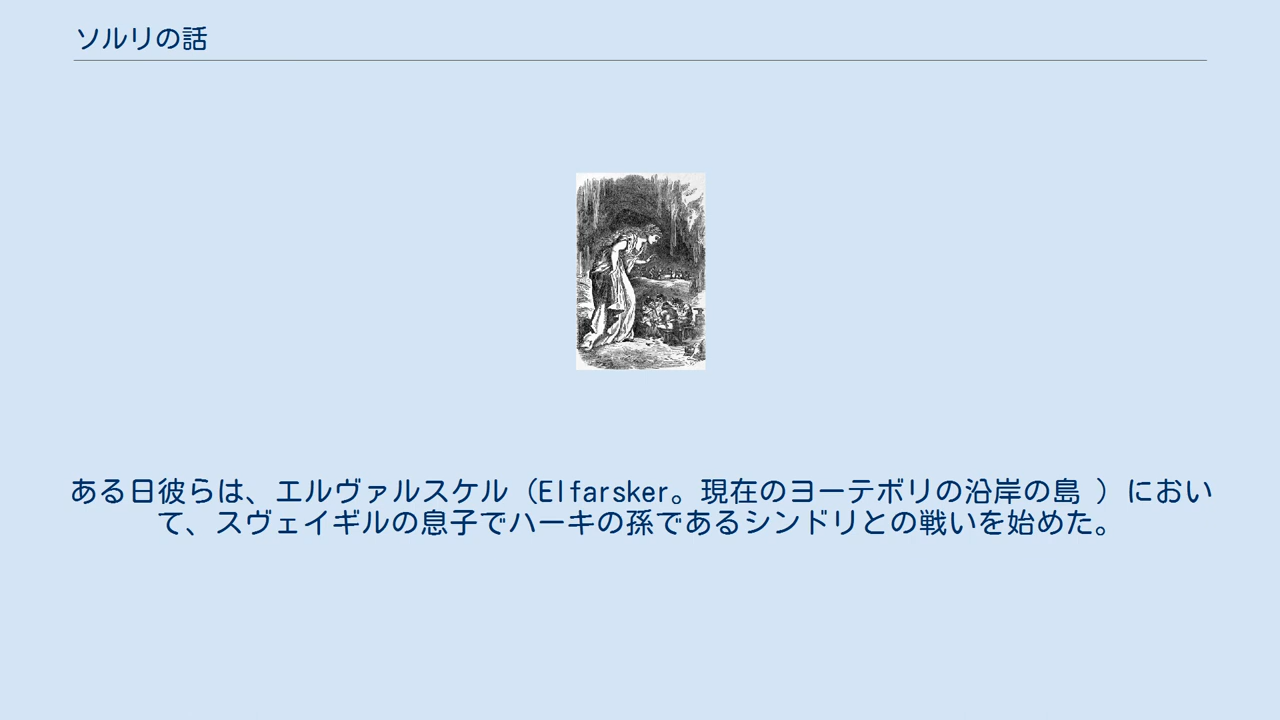 ソルリの話
ある日彼らは、エルヴァルスケル（Elfarsker。現在のヨーテボリの沿岸の島 ）におい
て、スヴェイギルの息子でハーキの孫であるシンドリとの戦いを始めた。